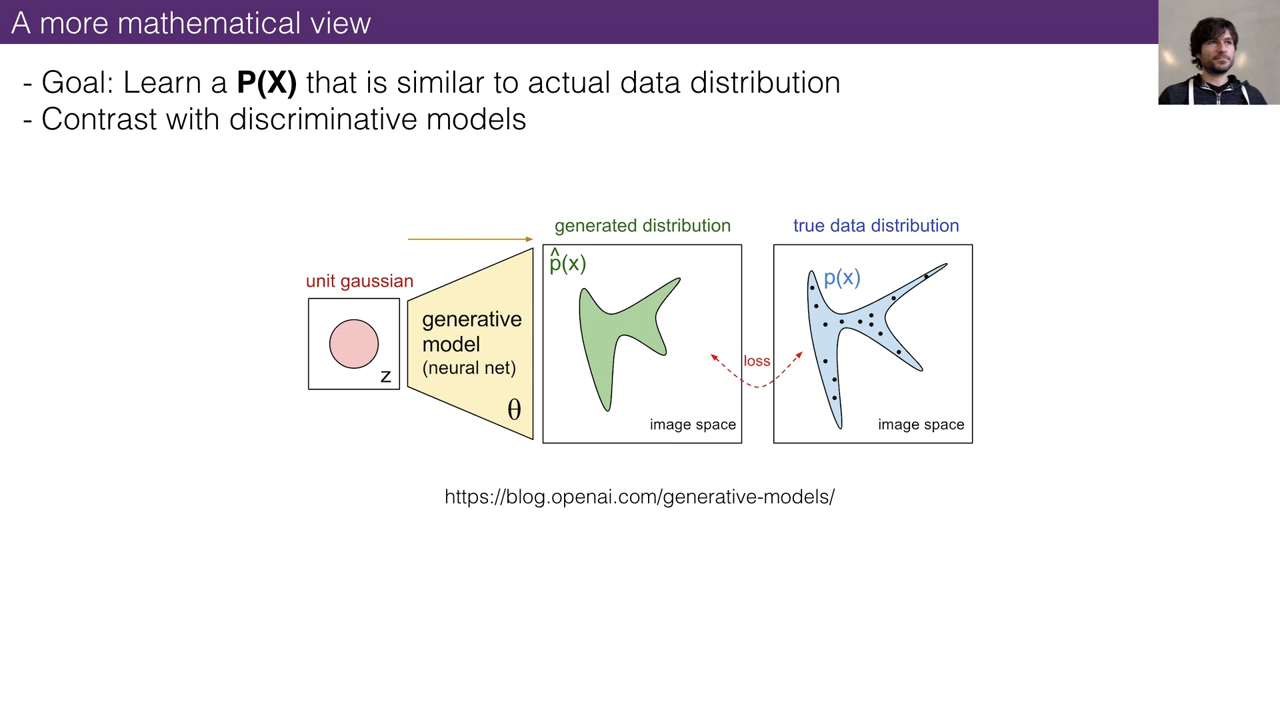 A more mathematical view
- Goal: Learn a P(X) that is similar to actual data distribution
- Contrast with discriminative models
generated distribution
true data distribution
unit gaussian
z
generative
model
(neural net)
θ
p̂(x)
image space
loss
p(x)
image space
https://blog.openai.com/generative-models/